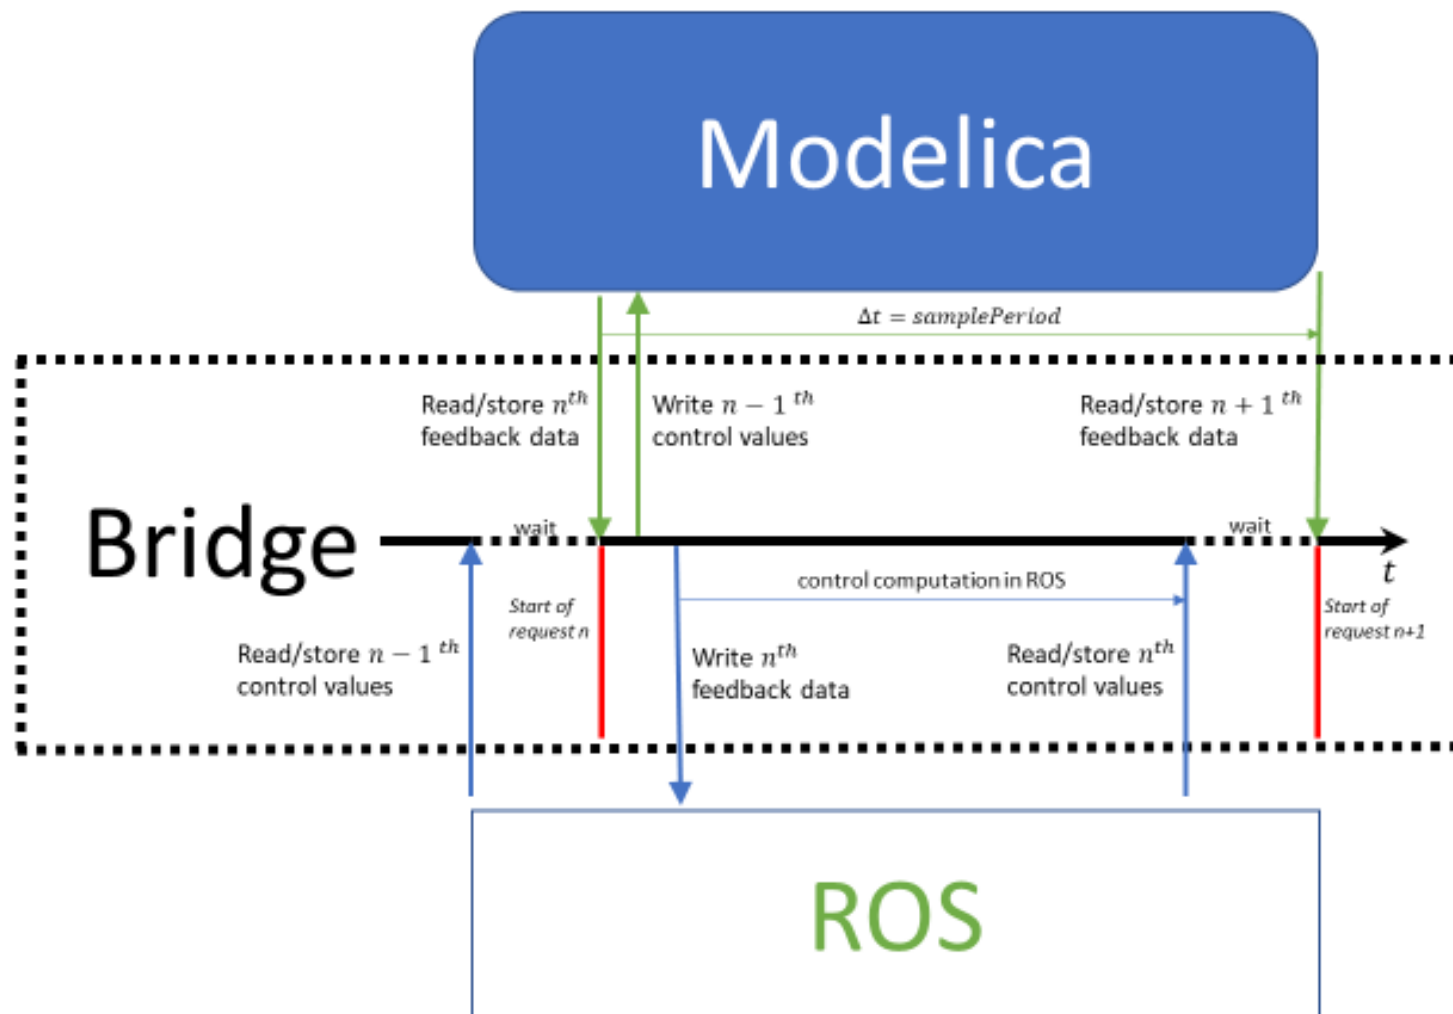 Modelica
Δt = samplePeriod
Read/store nᵗʰ
feedback data
Write n − 1 ᵗʰ
control values
Read/store n + 1 ᵗʰ
feedback data
Bridge
wait
wait
t
control computation in ROS
Start of
request n
Start of
request n+1
Read/store n − 1 ᵗʰ
control values
Write nᵗʰ
feedback data
Read/store nᵗʰ
control values
ROS